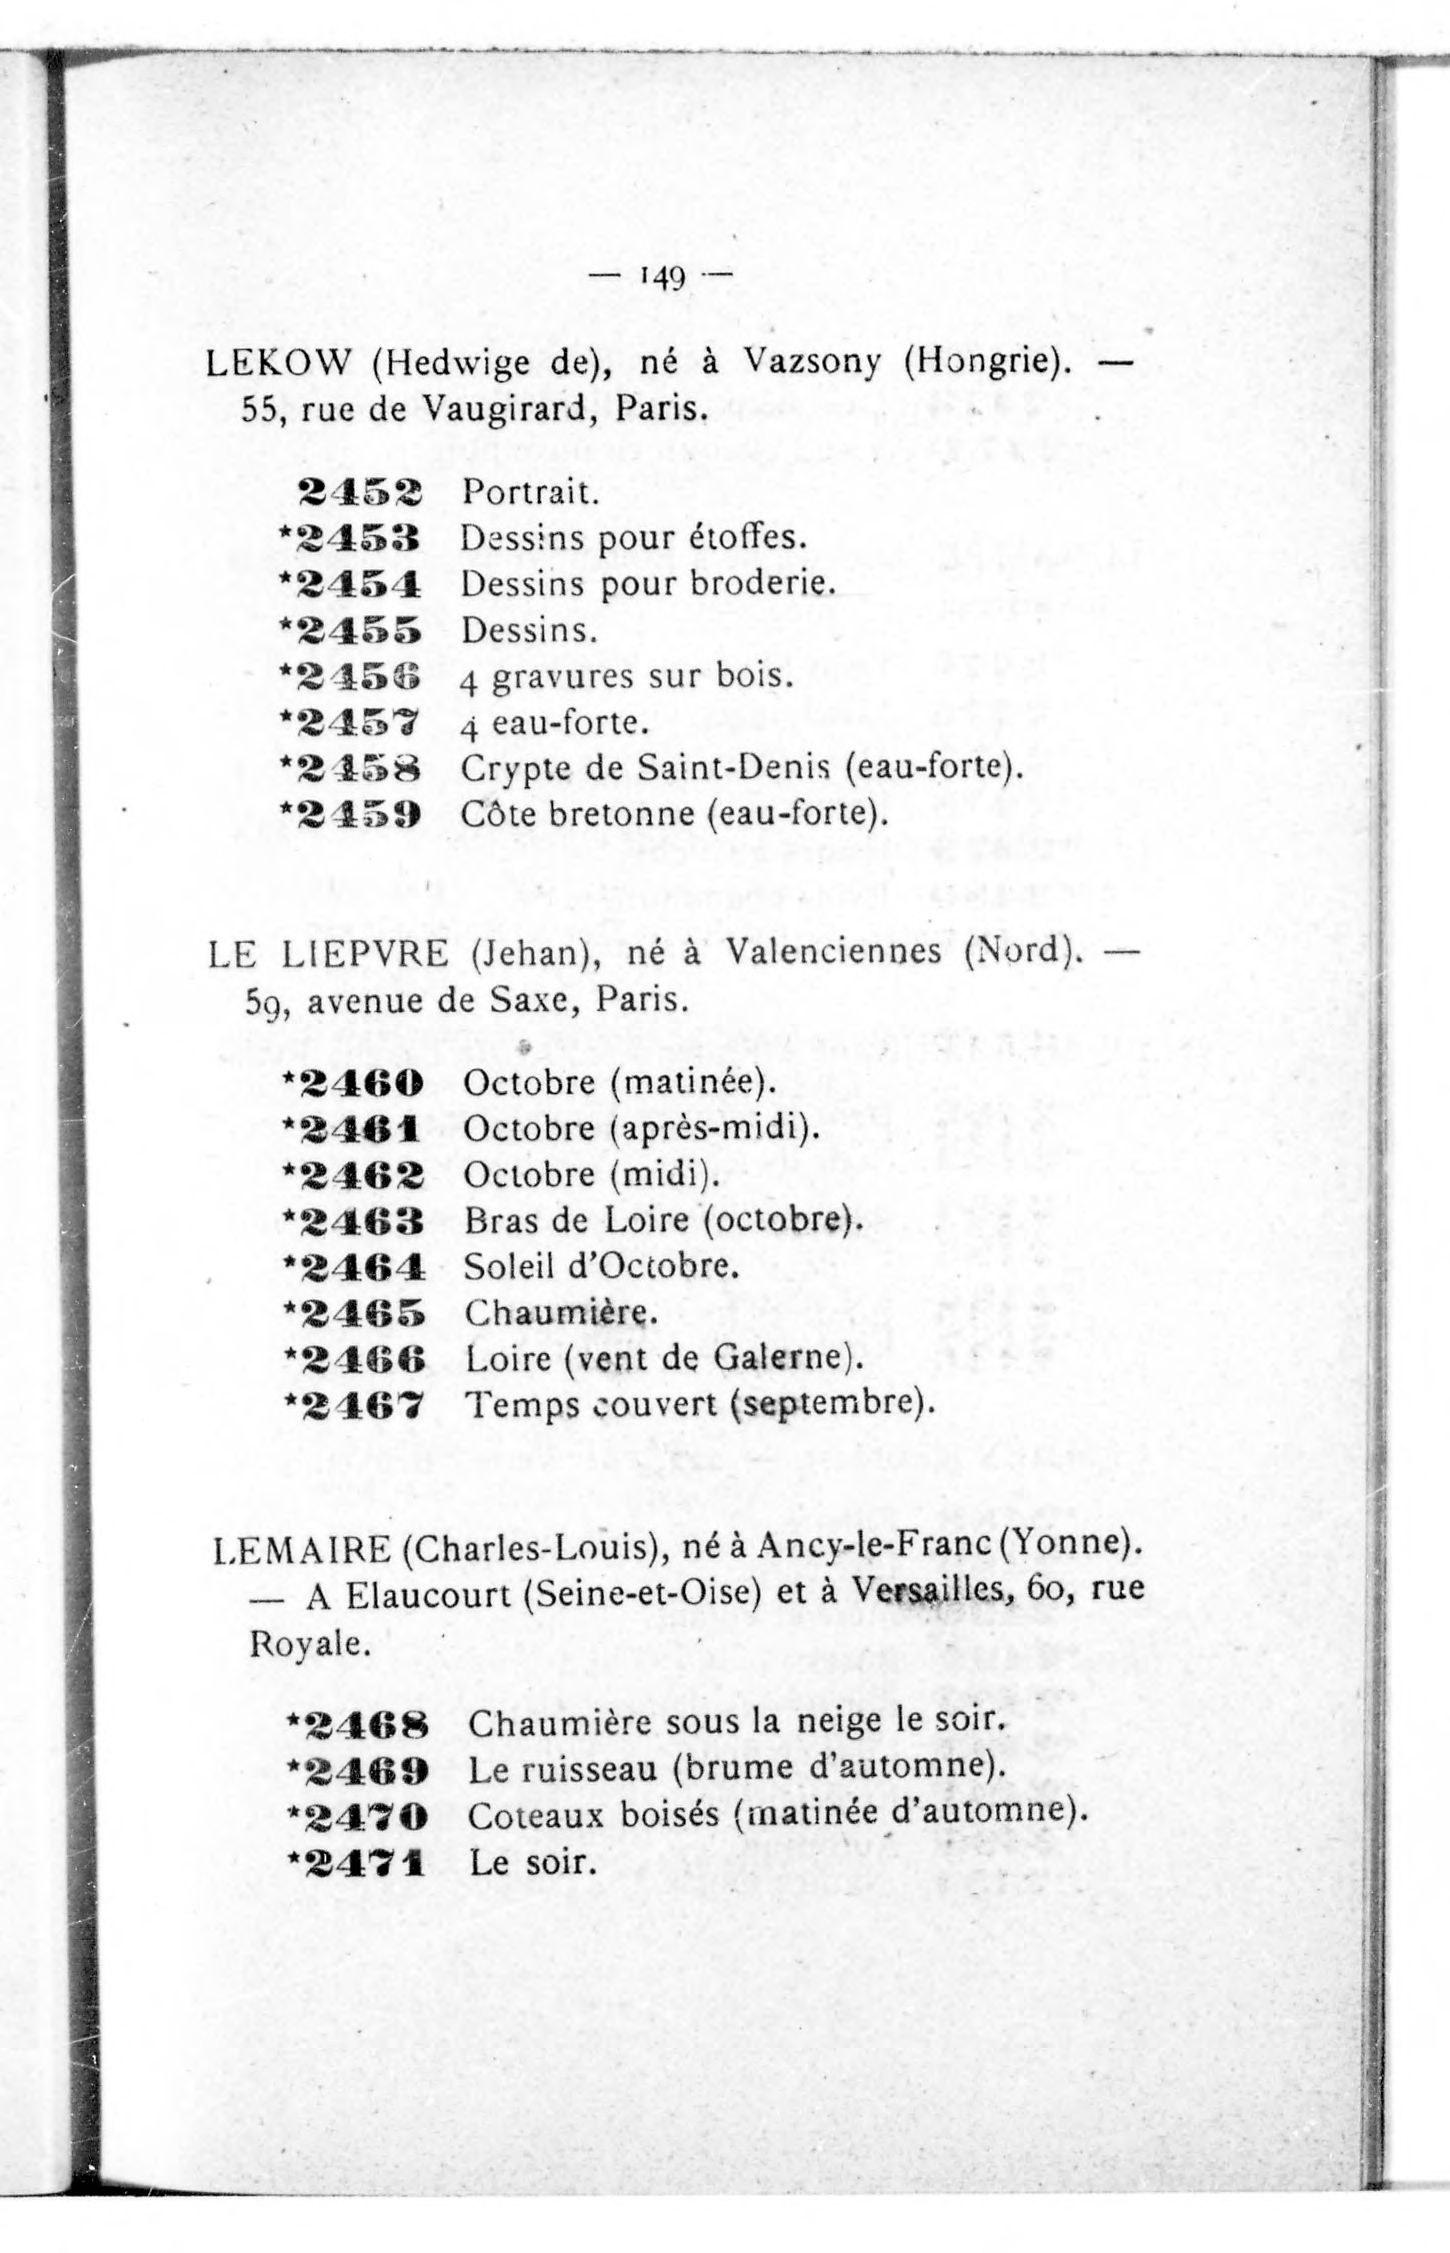 — 149 —
LEKOW (Hedwige de), né à Vazsony (Hongrie). —
55, rue de Vaugirard, Paris.
2452 Portrait.
*2453 Dessins pour étoffes.
*2454 Dessins pour broderie.
*2455 Dessins.
*2456 4 gravures sur bois.
*2457 4 eau-forte.
*2458 Crypte de Saint-Denis (eau-forte).
*2459 Côte bretonne (eau-forte).
LE LIEPVRE (Jehan), né à Valenciennes (Nord). —
59, avenue de Saxe, Paris.
*2460 Octobre (matinée).
*2461 Octobre (après-midi).
*2462 Octobre (midi).
*2463 Bras de Loire (octobre).
*2464 Soleil d'Octobre.
*2465 Chaumière.
*2466 Loire (vent de Galerne).
*2467 Temps couvert (septembre).
LEMAIRE (Charles-Louis), né à Ancy-le-Franc (Yonne).
— A Elaucourt (Seine-et-Oise) et à Versailles, 60, rue
Royale.
*2468 Chaumière sous la neige le soir.
*2469 Le ruisseau (brume d'automne).
*2470 Coteaux boisés (matinée d'automne).
*2471 Le soir.